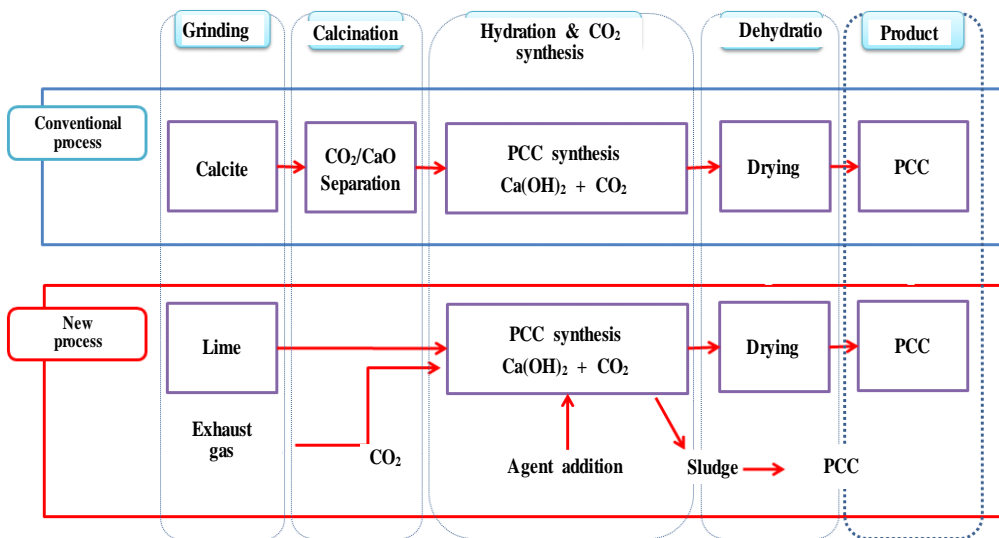 Grinding
Calcination
Hydration & CO₂
synthesis
Dehydratio
Product
Conventional
process
Calcite
CO₂/CaO
Separation
PCC synthesis
Ca(OH)₂ + CO₂
Drying
PCC
New
process
Lime
PCC synthesis
Ca(OH)₂ + CO₂
Drying
PCC
Exhaust
gas
CO₂
Agent addition
Sludge
PCC